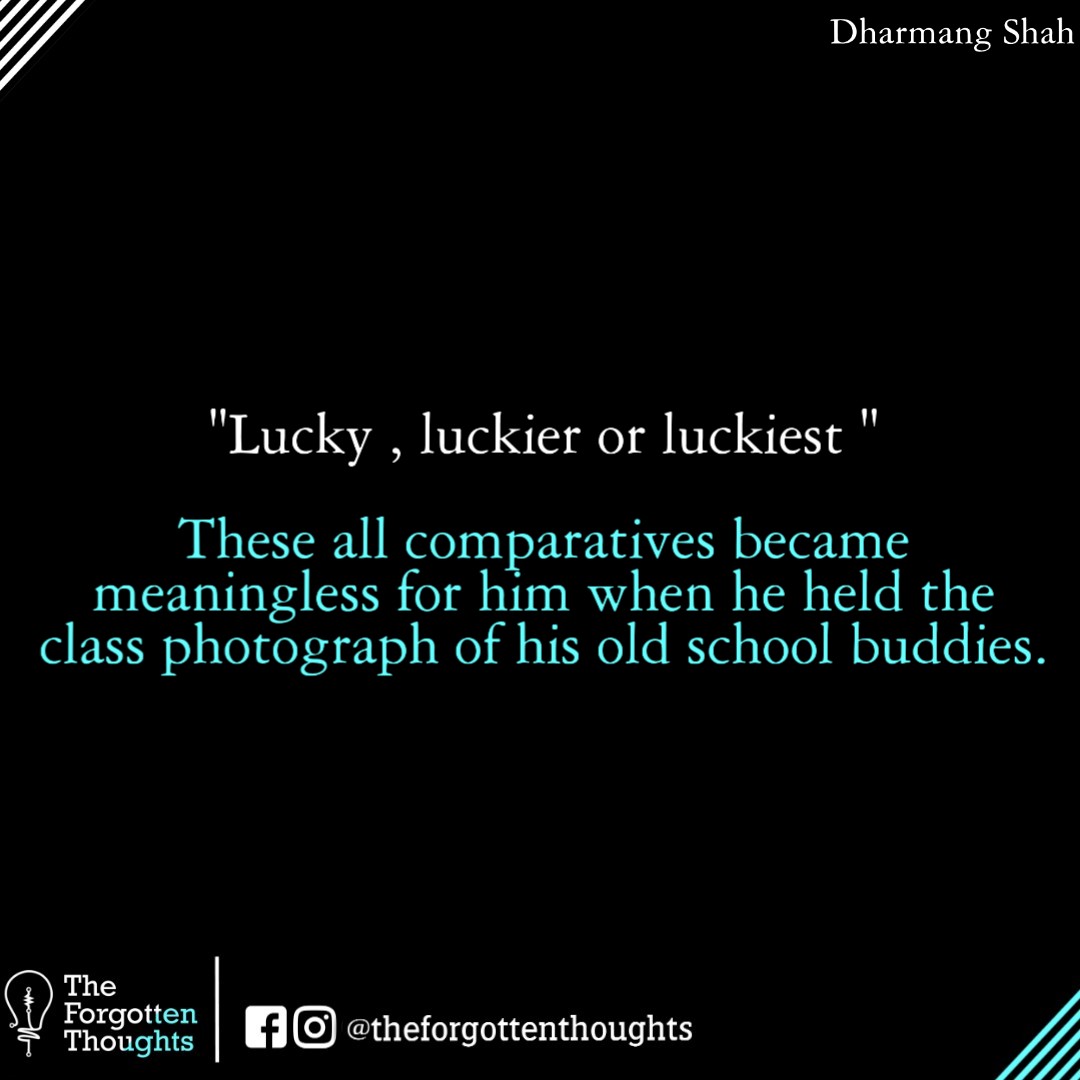 Dharmang Shah
"Lucky , luckier or luckiest "
These all comparatives became
meaningless for him when he held the
class photograph of his old school buddies.
The
Forgotten
Thoughts
@theforgottenthoughts